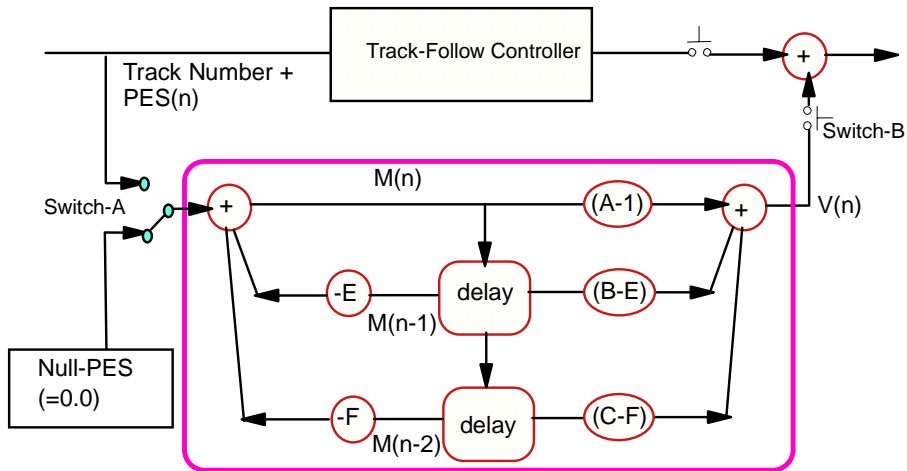 Track-Follow Controller
+
Track Number +
PES(n)
Switch-B
Switch-A
M(n)
+
(A-1)
+
V(n)
-E
delay
(B-E)
M(n-1)
Null-PES
(=0.0)
-F
delay
(C-F)
M(n-2)